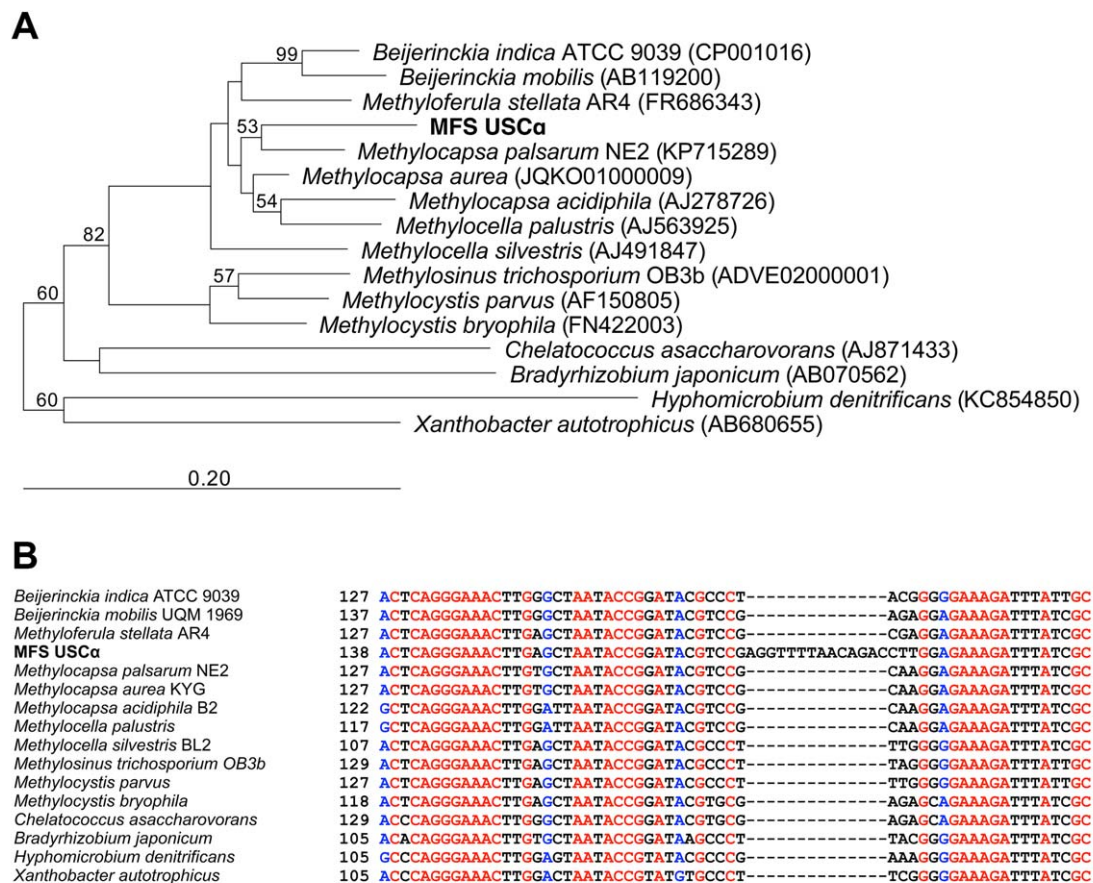 A
99
Beijerinckia indica ATCC 9039 (CP001016)
Beijerinckia mobilis (AB119200)
Methyloferula stellata AR4 (FR686343)
53
MFS USCα
Methylocapsa palsarum NE2 (KP715289)
Methylocapsa aurea (JQKO01000009)
54
Methylocapsa acidiphila (AJ278726)
Methylocella palustris (AJ563925)
82
Methylocella silvestris (AJ491847)
57
Methylosinus trichosporium OB3b (ADVE02000001)
60
Methylocystis parvus (AF150805)
Methylocystis bryophila (FN422003)
Chelatococcus asaccharovorans (AJ871433)
Bradyrhizobium japonicum (AB070562)
60
Hyphomicrobium denitrificans (KC854850)
Xanthobacter autotrophicus (AB680655)
0.20
B
Beijerinckia indica ATCC 9039 127 ACTCAGGGAAACTTGGGCTAATACCGGATACGCCCT--------------ACGGGGGAAAGATTTATTGC
Beijerinckia mobilis UQM 1969 137 ACTCAGGGAAACTTGGGCTAATACCGGATACGTCCG--------------AGAGGAGAAAGATTTATCGC
Methyloferula stellata AR4 127 ACTCAGGGAAACTTGAGCTAATACCGGATACGTCCG--------------CGAGGAGAAAGATTTATCGC
MFS USCα 138 ACTCAGGGAAACTTGAGCTAATACCGGATACGTCCGAGGTTTTAACAGACCTTGGAGAAAGATTTATCGC
Methylocapsa palsarum NE2 127 ACTCAGGGAAACTTGTGCTAATACCGGATACGTCCG--------------CAAGGAGAAAGATTTATCGC
Methylocapsa aurea KYG 127 ACTCAGGGAAACTTGTGCTAATACCGGATACGTCCG--------------CAAGGAGAAAGATTTATCGC
Methylocapsa acidiphila B2 122 GCTCAGGGAAACTTGGATTAATACCGGATACGTCCG--------------CAAGGAGAAAGATTTATCGC
Methylocella palustris 117 GCTCAGGGAAACTTGGATTAATACCGGATACGTCCG--------------CAAGGAGAAAGATTTATCGC
Methylocella silvestris BL2 107 ACTCAGGGAAACTTGAGCTAATACCGGATACGCCCT--------------TTGGGGGAAAGATTTATCGC
Methylosinus trichosporium OB3b 129 ACTCAGGGAAACTTGAGCTAATACCGGATACGCCCT--------------TAGGGGGAAAGATTTATCGC
Methylocystis parvus 127 ACTCAGGGAAACTTGAGCTAATACCGGATACGCCCT--------------TTGGGGGAAAGATTTATTGC
Methylocystis bryophila 118 ACTCAGGGAAACTTGAGCTAATACCGGATACGTGCG--------------AGAGCAGAAAGATTTATCGC
Chelatococcus asaccharovorans 129 ACCCAGGGAAACTTGGGCTAATACCGGATACGTGCG--------------AGAGCAGAAAGATTTATCGC
Bradyrhizobium japonicum 105 ACACAGGGAAACTTGTGCTAATACCGGATAAGCCCT--------------TACGGGGAAAGATTTATCGC
Hyphomicrobium denitrificans 105 GCCCAGGGAAACTTGGAGTAATACCGTATACGCCCG--------------AAAGGGGAAAGATTTATCGC
Xanthobacter autotrophicus 105 ACCCAGGGAAACTTGGACTAATACCGTATGTGCCCT--------------TCGGGGGAAAGATTTATCGC